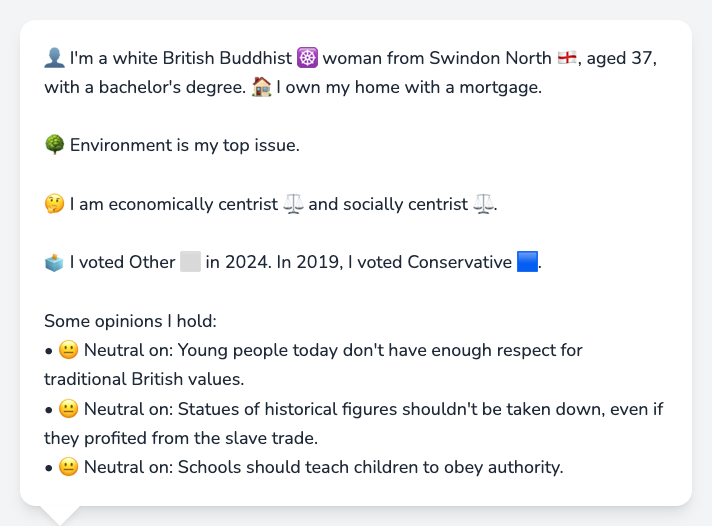 👤 I'm a white British Buddhist ☸️ woman from Swindon North 🏴󠁧󠁢󠁥󠁮󠁧󠁿, aged 37,
with a bachelor's degree. 🏠 I own my home with a mortgage.
🌳 Environment is my top issue.
🤔 I am economically centrist ⚖️ and socially centrist ⚖️.
🗳️ I voted Other ⬜ in 2024. In 2019, I voted Conservative 🟦.
Some opinions I hold:
• 😐 Neutral on: Young people today don't have enough respect for
traditional British values.
• 😐 Neutral on: Statues of historical figures shouldn't be taken down, even if
they profited from the slave trade.
• 😐 Neutral on: Schools should teach children to obey authority.